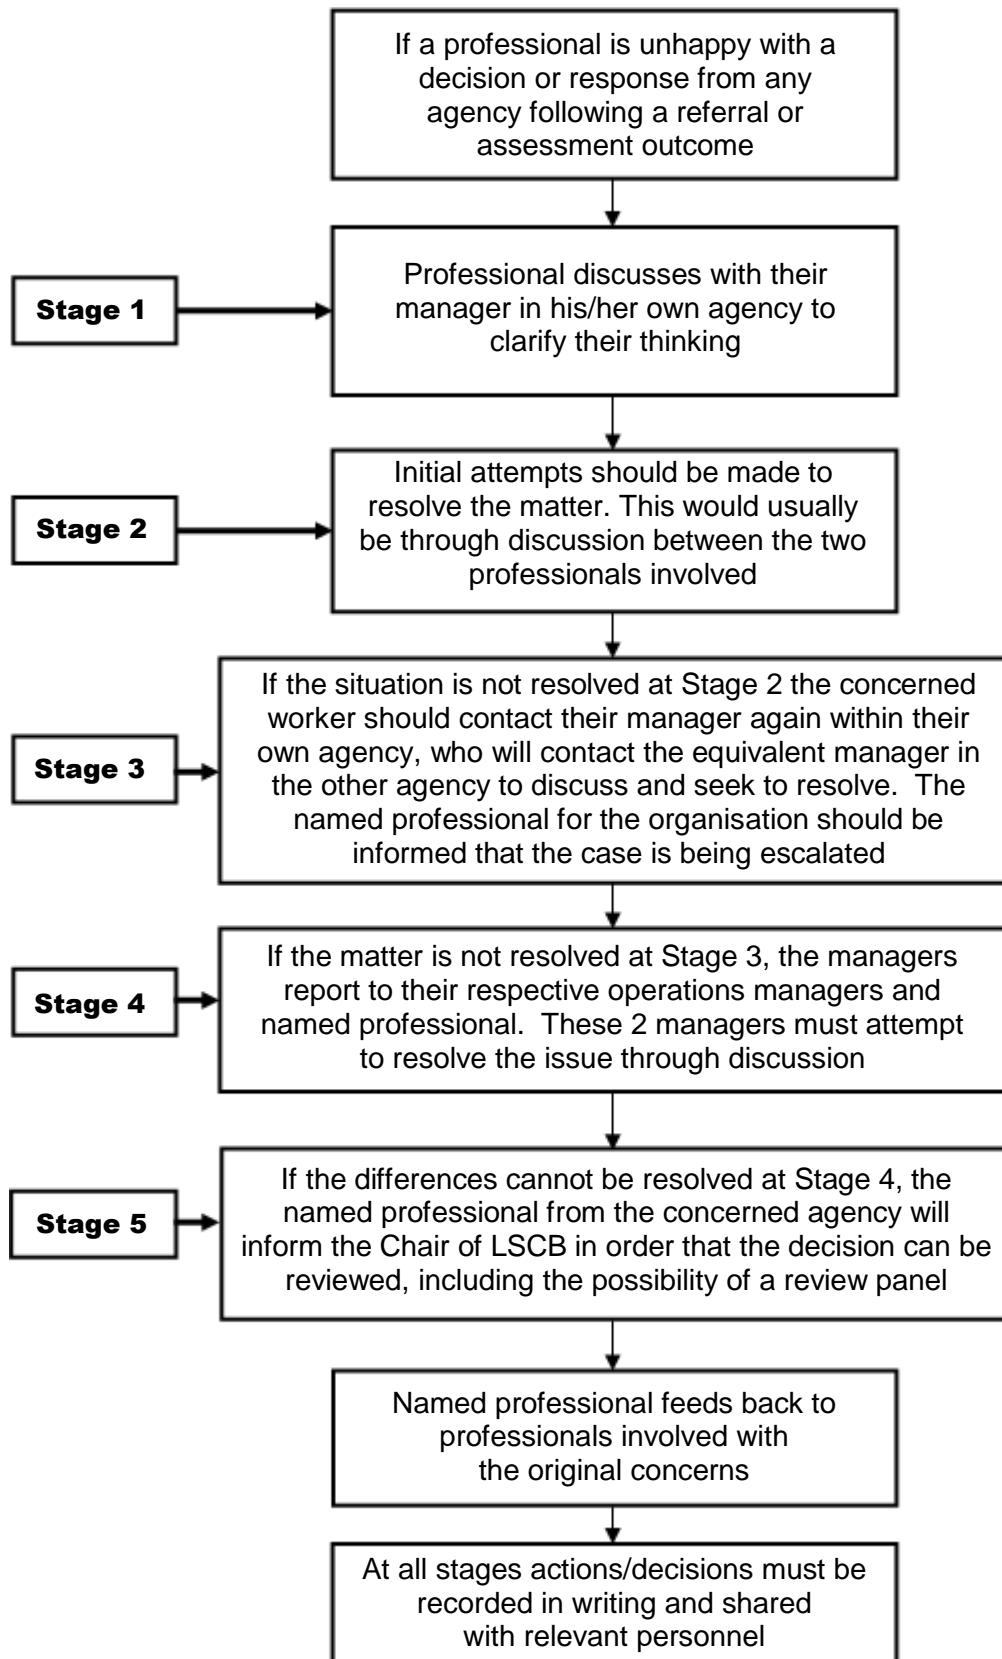 If a professional is unhappy with a
decision or response from any
agency following a referral or
assessment outcome
Stage 1
Professional discusses with their
manager in his/her own agency to
clarify their thinking
Stage 2
Initial attempts should be made to
resolve the matter. This would usually
be through discussion between the two
professionals involved
Stage 3
If the situation is not resolved at Stage 2 the concerned
worker should contact their manager again within their
own agency, who will contact the equivalent manager in
the other agency to discuss and seek to resolve.  The
named professional for the organisation should be
informed that the case is being escalated
Stage 4
If the matter is not resolved at Stage 3, the managers
report to their respective operations managers and
named professional.  These 2 managers must attempt
to resolve the issue through discussion
Stage 5
If the differences cannot be resolved at Stage 4, the
named professional from the concerned agency will
inform the Chair of LSCB in order that the decision can be
reviewed, including the possibility of a review panel
Named professional feeds back to
professionals involved with
the original concerns
At all stages actions/decisions must be
recorded in writing and shared
with relevant personnel